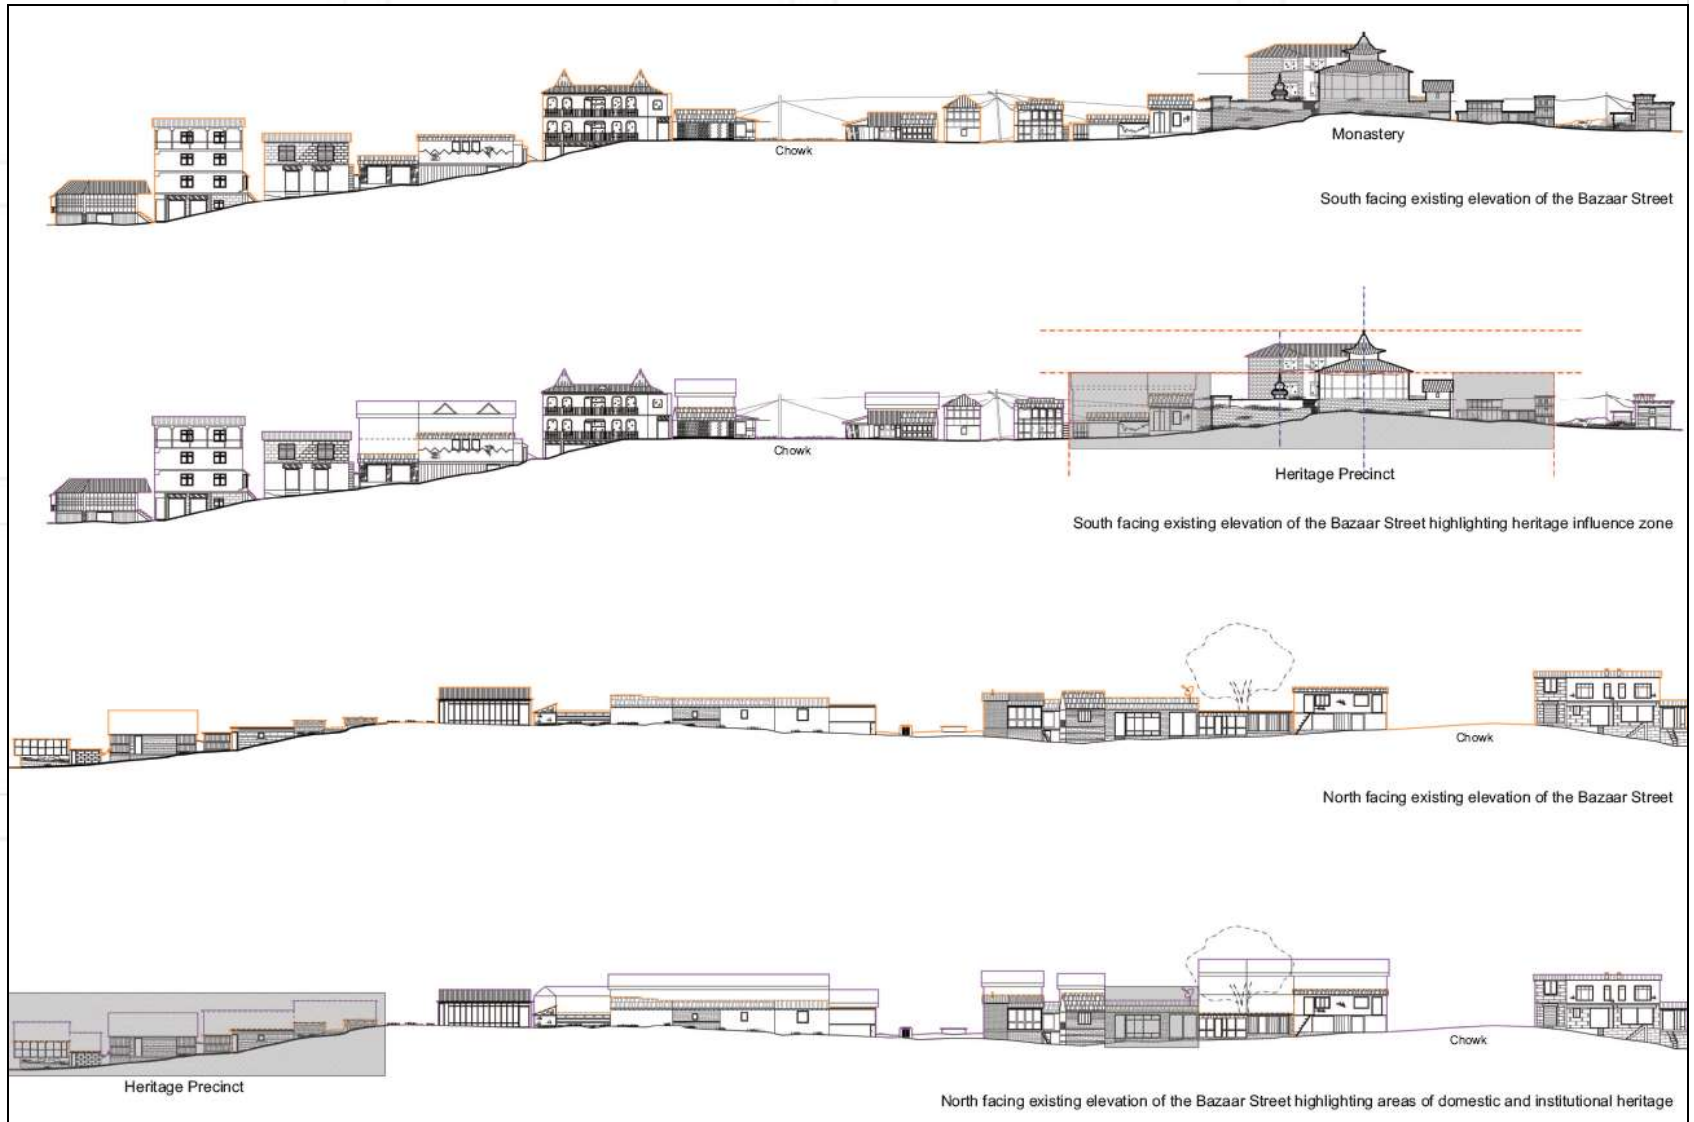 Chowk
Monastery
South facing existing elevation of the Bazaar Street
Chowk
Heritage Precinct
South facing existing elevation of the Bazaar Street highlighting heritage influence zone
Chowk
North facing existing elevation of the Bazaar Street
Chowk
Heritage Precinct
North facing existing elevation of the Bazaar Street highlighting areas of domestic and institutional heritage